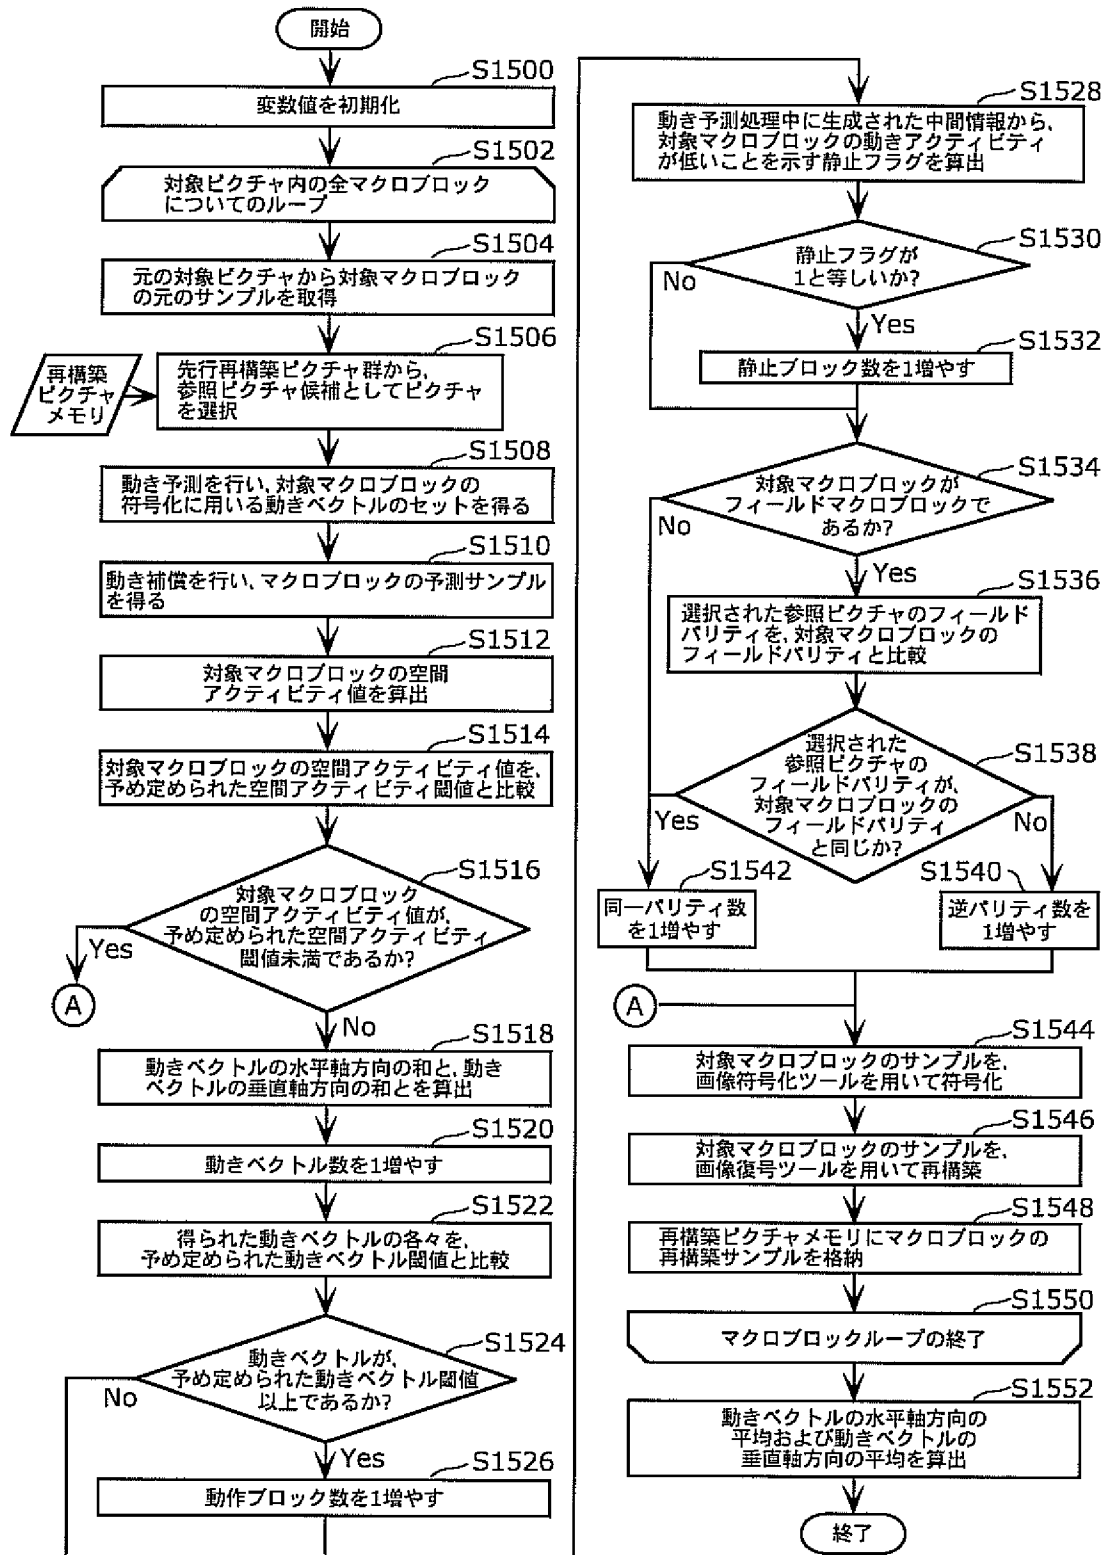 開始
S1500
変数値を初期化
S1502
対象ピクチャ内の全マクロブロック
についてのループ
S1504
元の対象ピクチャから対象マクロブロック
の元のサンプルを取得
S1506
再構築
ピクチャ
メモリ
先行再構築ピクチャ群から、
参照ピクチャ候補としてピクチャ
を選択
S1508
動き予測を行い、対象マクロブロックの
符号化に用いる動きベクトルのセットを得る
S1510
動き補償を行い、マクロブロックの予測サンプル
を得る
S1512
対象マクロブロックの空間
アクティビティ値を算出
S1514
対象マクロブロックの空間アクティビティ値を、
予め定められた空間アクティビティ閾値と比較
S1516
対象マクロブロック
の空間アクティビティ値が、
予め定められた空間アクティビティ
閾値未満であるか?
Yes
A
No
S1518
動きベクトルの水平軸方向の和と、動き
ベクトルの垂直軸方向の和とを算出
S1520
動きベクトル数を1増やす
S1522
得られた動きベクトルの各々を、
予め定められた動きベクトル閾値と比較
S1524
動きベクトルが、
予め定められた動きベクトル閾値
以上であるか?
No
Yes
S1526
動作ブロック数を1増やす
S1528
動き予測処理中に生成された中間情報から、
対象マクロブロックの動きアクティビティ
が低いことを示す静止フラグを算出
S1530
静止フラグが
1と等しいか?
No
Yes
S1532
静止ブロック数を1増やす
S1534
対象マクロブロックが
フィールドマクロブロックで
あるか?
No
Yes
S1536
選択された参照ピクチャのフィールド
パリティを、対象マクロブロックの
フィールドパリティと比較
S1538
選択された
参照ピクチャの
フィールドパリティが、
対象マクロブロックの
フィールドパリティ
と同じか?
Yes
No
S1542
同一パリティ数
を1増やす
S1540
逆パリティ数を
1増やす
A
S1544
対象マクロブロックのサンプルを、
画像符号化ツールを用いて符号化
S1546
対象マクロブロックのサンプルを、
画像復号ツールを用いて再構築
S1548
再構築ピクチャメモリにマクロブロックの
再構築サンプルを格納
S1550
マクロブロックループの終了
S1552
動きベクトルの水平軸方向の
平均および動きベクトルの
垂直軸方向の平均を算出
終了